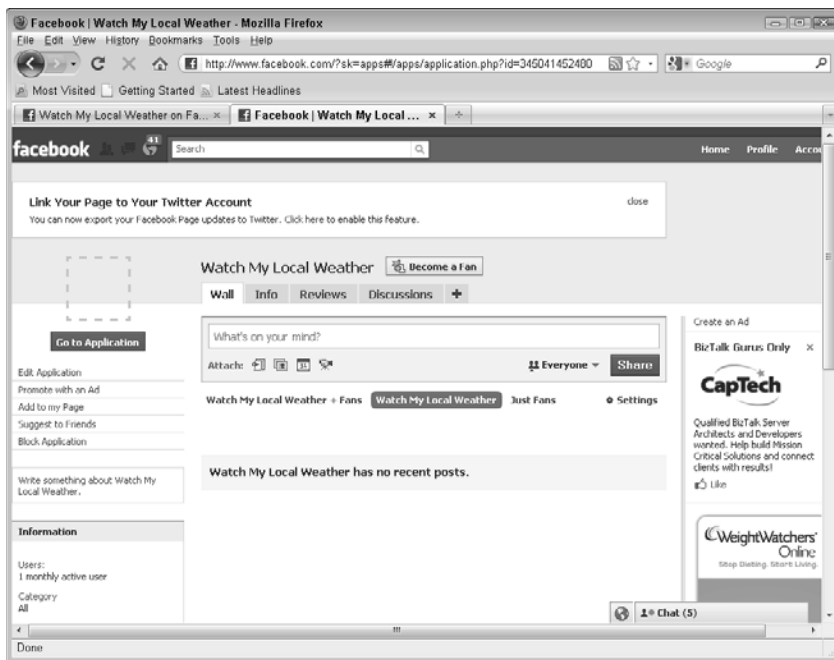 Facebook | Watch My Local Weather - Mozilla Firefox
File Edit View History Bookmarks Tools Help
http://www.facebook.com/?sk=apps#/apps/application.php?id=345041452480
Google
Most Visited Getting Started Latest Headlines
Watch My Local Weather on Fa... × Facebook | Watch My Local ... ×
facebook 41 Search Home Profile Accou
Link Your Page to Your Twitter Account close
You can now export your Facebook Page updates to Twitter. Click here to enable this feature.
Watch My Local Weather Become a Fan
Wall Info Reviews Discussions +
Go to Application
What's on your mind?
Attach: 31 Everyone Share
Edit Application
Promote with an Ad
Add to my Page
Suggest to Friends
Block Application
Watch My Local Weather + Fans Watch My Local Weather Just Fans Settings
Watch My Local Weather has no recent posts.
Write something about Watch My
Local Weather.
Information
Users:
1 monthly active user
Category
All
Create an Ad
BizTalk Gurus Only ×
CapTech
Qualified BizTalk Server
Architects and Developers
wanted. Help build Mission
Critical Solutions and connect
clients with results!
Like
WeightWatchers
Online
Stop Dieting. Start Living.
Chat (5)
Done